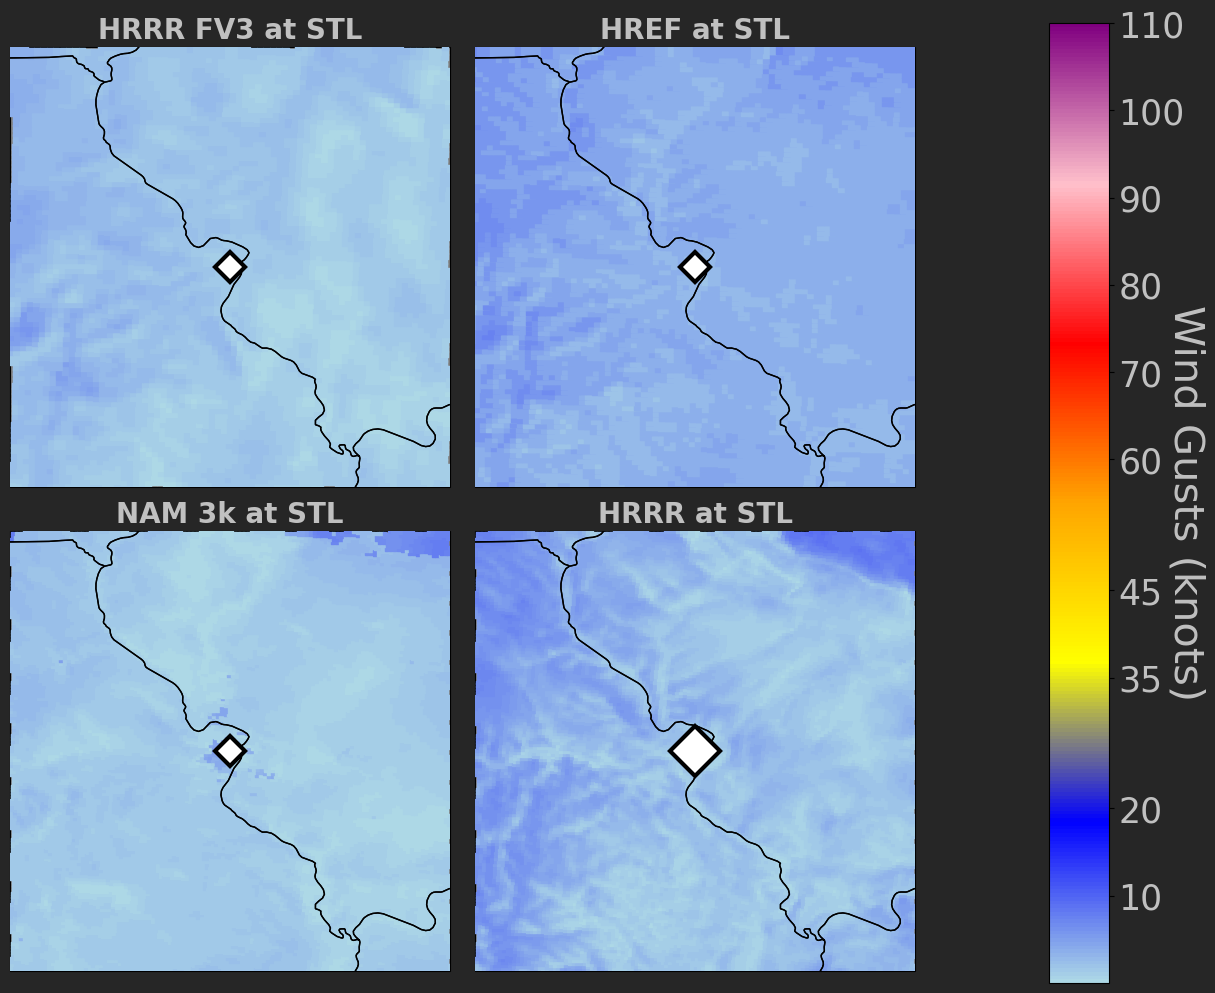 HRRR FV3 at STL
HREF at STL
NAM 3k at STL
HRRR at STL
110
100
90
80
70
60
45
35
20
10
Wind Gusts (knots)